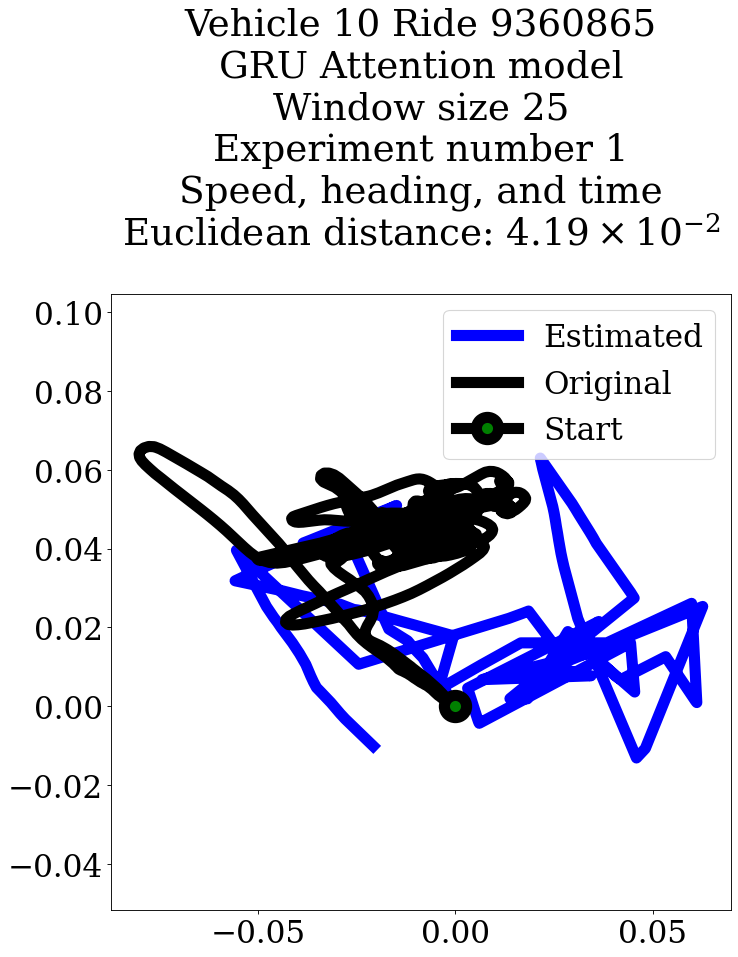 Vehicle 10 Ride 9360865
GRU Attention model
Window size 25
Experiment number 1
Speed, heading, and time
Euclidean distance: 4.19 × 10⁻²
Estimated
Original
Start
0.10
0.08
0.06
0.04
0.02
0.00
−0.02
−0.04
−0.05 0.00 0.05